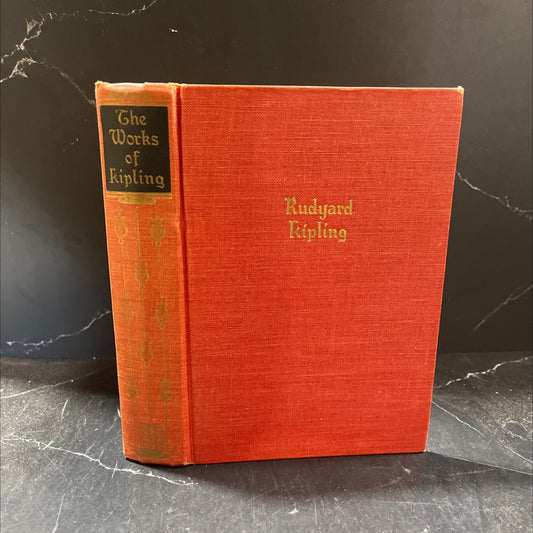 The
Works
of
Kipling
Rudyard
Kipling